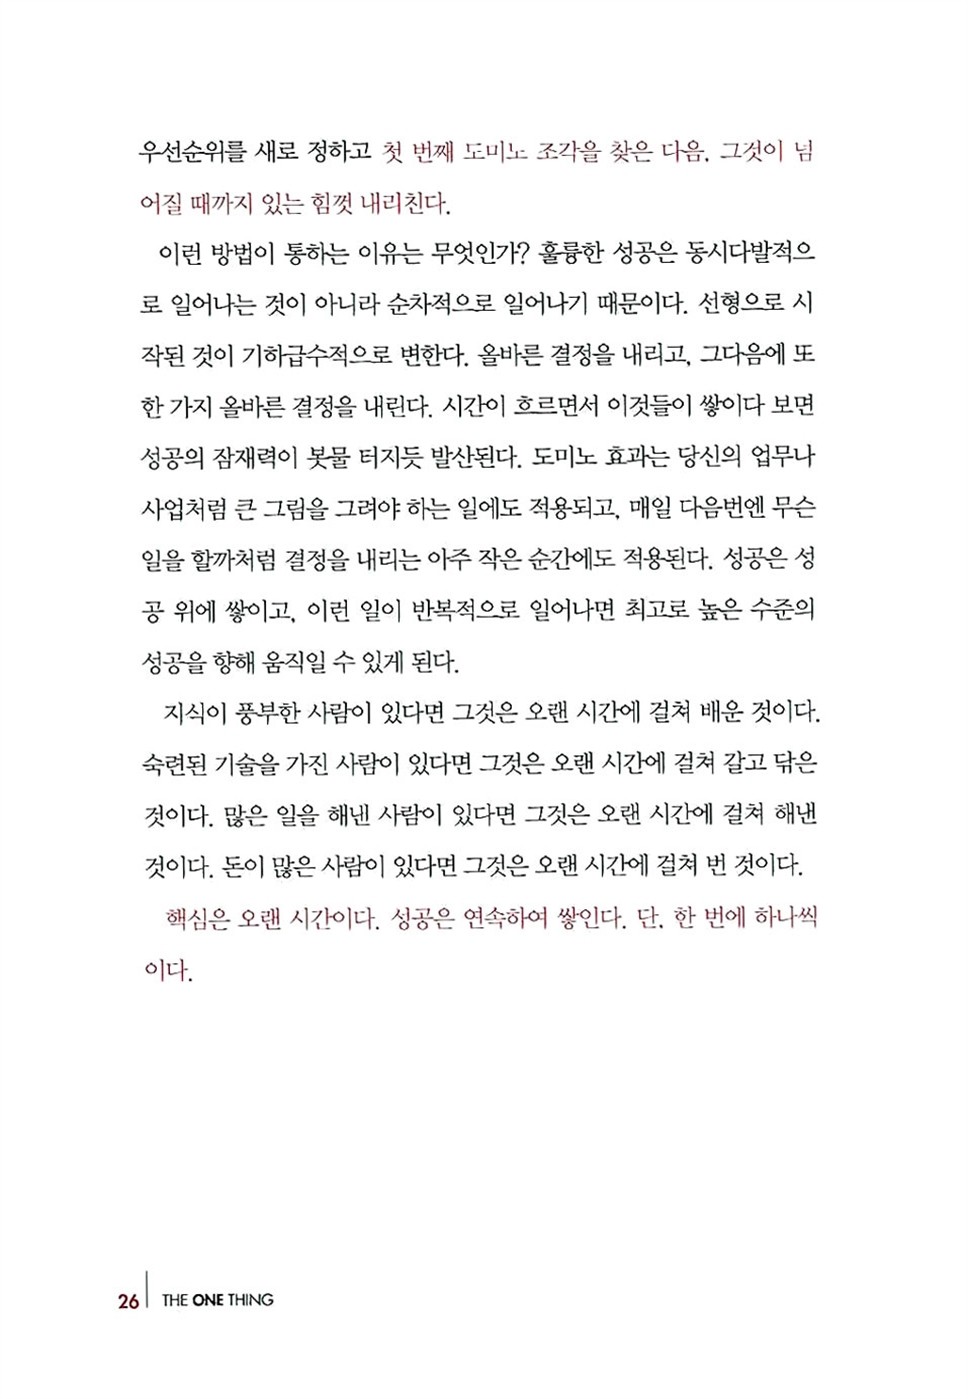 우선순위를 새로 정하고 첫 번째 도미노 조각을 찾은 다음, 그것이 넘
어질 때까지 있는 힘껏 내리친다.
이런 방법이 통하는 이유는 무엇인가? 훌륭한 성공은 동시다발적으
로 일어나는 것이 아니라 순차적으로 일어나기 때문이다. 선형으로 시
작된 것이 기하급수적으로 변한다. 올바른 결정을 내리고, 그다음에 또
한 가지 올바른 결정을 내린다. 시간이 흐르면서 이것들이 쌓이다 보면
성공의 잠재력이 봇물 터지듯 발산된다. 도미노 효과는 당신의 업무나
사업처럼 큰 그림을 그려야 하는 일에도 적용되고, 매일 다음번엔 무슨
일을 할까처럼 결정을 내리는 아주 작은 순간에도 적용된다. 성공은 성
공 위에 쌓이고, 이런 일이 반복적으로 일어나면 최고로 높은 수준의
성공을 향해 움직일 수 있게 된다.
지식이 풍부한 사람이 있다면 그것은 오랜 시간에 걸쳐 배운 것이다.
숙련된 기술을 가진 사람이 있다면 그것은 오랜 시간에 걸쳐 갈고 닦은
것이다. 많은 일을 해낸 사람이 있다면 그것은 오랜 시간에 걸쳐 해낸
것이다. 돈이 많은 사람이 있다면 그것은 오랜 시간에 걸쳐 번 것이다.
핵심은 오랜 시간이다. 성공은 연속하여 쌓인다. 단, 한 번에 하나씩
이다.
26 THE ONE THING